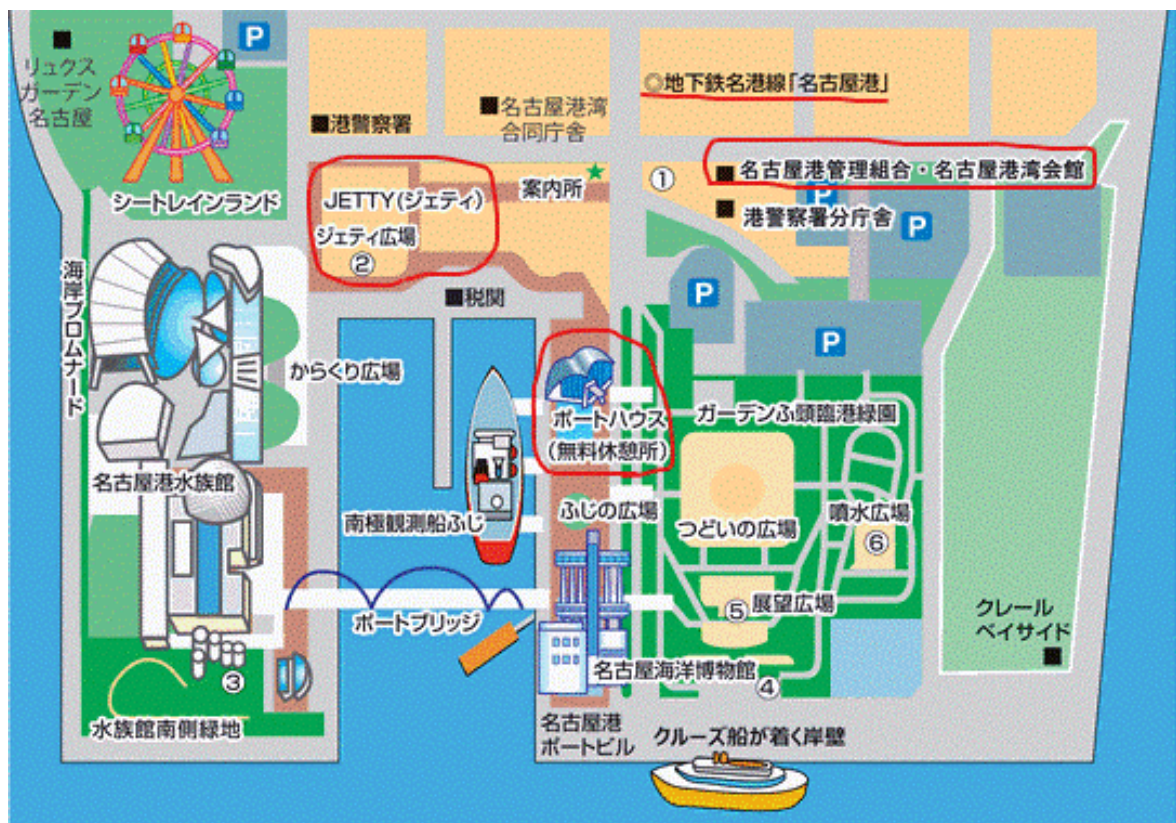 P
リュクス
ガーデン
名古屋
◎地下鉄名港線「名古屋港」
■名古屋港湾
合同庁舎
■港警察署
■名古屋港管理組合・名古屋港湾会館
①
JETTY(ジェティ)
案内所
★
シートレインランド
■港警察署分庁舎
P
P
ジェティ広場
②
海岸プロムナード
■税関
P
P
からくり広場
ポートハウス
(無料休憩所)
ガーデンふ頭臨港緑園
名古屋港水族館
南極観測船ふじ
ふじの広場
つどいの広場
噴水広場
⑥
ポートブリッジ
⑤
展望広場
クレール
ベイサイド
③
名古屋海洋博物館
④
水族館南側緑地
名古屋港
ポートビル
クルーズ船が着く岸壁